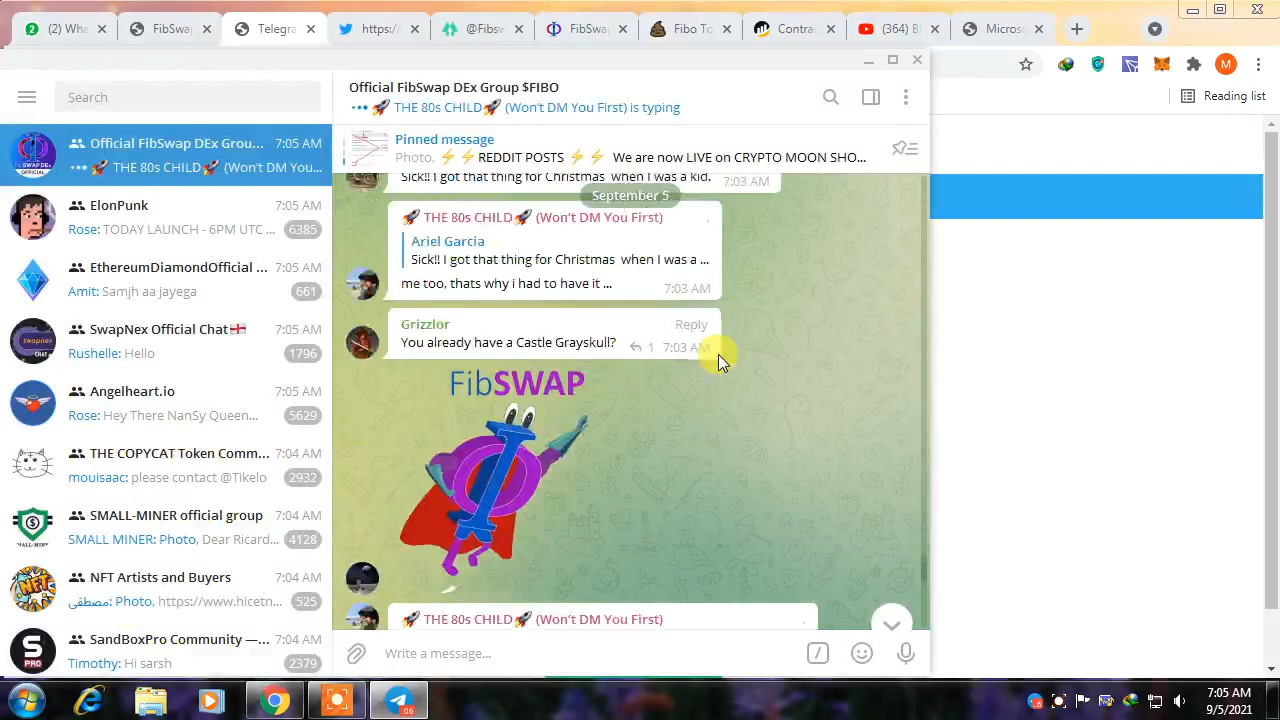 (2) Wha
FibSwap
Telegra
https://
@Fibsw
FibSwap
Fibo To
Contrac
(364) Bi
Micros
M
Reading list
Search
Official FibSwap DEx Grou... 7:05 AM
••• 🚀 THE 80s CHILD🚀 (Won't DM You...
ElonPunk 7:05 AM
Rose: TODAY LAUNCH - 6PM UTC ... 6385
EthereumDiamondOfficial ... 7:05 AM
Amit: Samjh aa jayega 661
SwapNex Official Chat🏴󠁧󠁢󠁥󠁮󠁧󠁿 7:05 AM
Rushelle: Hello 1796
Angelheart.io 7:05 AM
Rose: Hey There NanSy Queen... 5629
THE COPYCAT Token Comm... 7:04 AM
mouisaac: please contact @Tikelo 2932
SMALL-MINER official group 7:04 AM
SMALL MINER: Photo, Dear Ricard... 4128
NFT Artists and Buyers 7:04 AM
مصطفى: Photo, https://www.hicetn... 525
SandBoxPro Community —... 7:04 AM
Timothy: Hi sarsh 2379
Official FibSwap DEx Group $FIBO
••• 🚀 THE 80s CHILD🚀 (Won't DM You First) is typing
Pinned message
Photo, ⚡⚡REDDIT POSTS ⚡⚡ We are now LIVE on CRYPTO MOON SHO...
Sick!! I got that thing for Christmas when I was a kid. 7:03 AM
September 5
🚀 THE 80s CHILD🚀 (Won't DM You First)
Ariel Garcia
Sick!! I got that thing for Christmas when I was a ...
me too, thats why i had to have it ... 7:03 AM
Grizzlor Reply
You already have a Castle Grayskull? 1 7:03 AM
FibSWAP
🚀 THE 80s CHILD🚀 (Won't DM You First)
Write a message...
.06
7:05 AM
9/5/2021